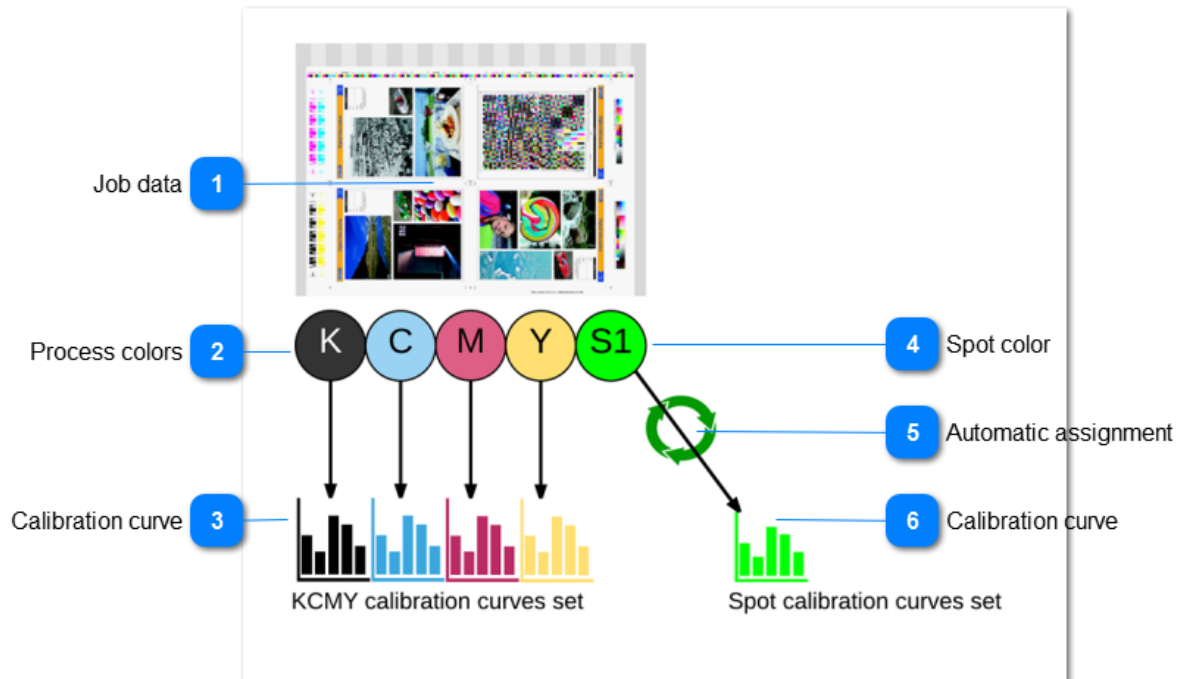 Job data 1
K C M Y S1
Process colors 2
4 Spot color
5 Automatic assignment
Calibration curve 3
6 Calibration curve
KCMY calibration curves set
Spot calibration curves set